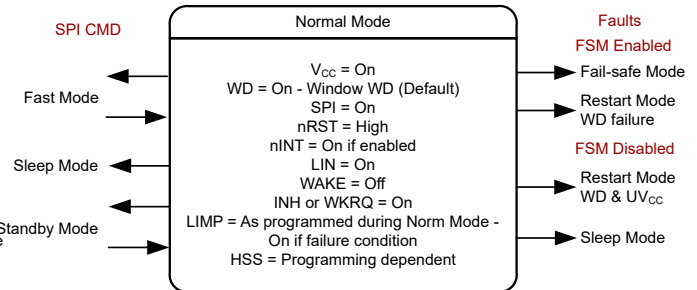 Normal Mode
SPI CMD
Faults
FSM Enabled
Fail-safe Mode
Fast Mode
Restart Mode
WD failure
FSM Disabled
Sleep Mode
Restart Mode
WD & UVCC
Standby Mode
e
Sleep Mode
VCC = On
WD = On - Window WD (Default)
SPI = On
nRST = High
nINT = On if enabled
LIN = On
WAKE = Off
INH or WKRQ = On
LIMP = As programmed during Norm Mode -
On if failure condition
HSS = Programming dependent